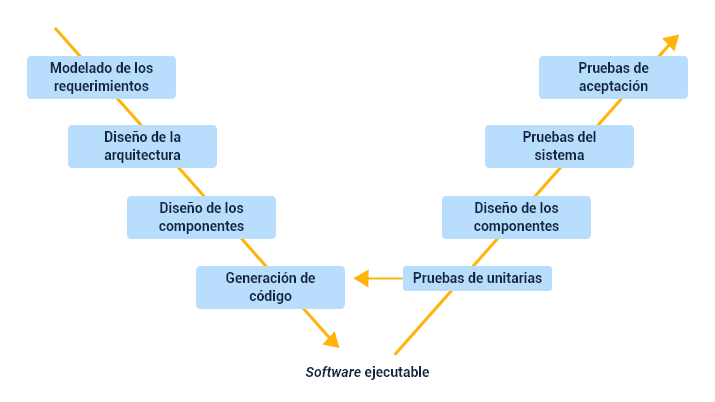 Modelado de los
requerimientos
Pruebas de
aceptación
Diseño de la
arquitectura
Pruebas del
sistema
Diseño de los
componentes
Diseño de los
componentes
Generación de
código
Pruebas de unitarias
Software ejecutable